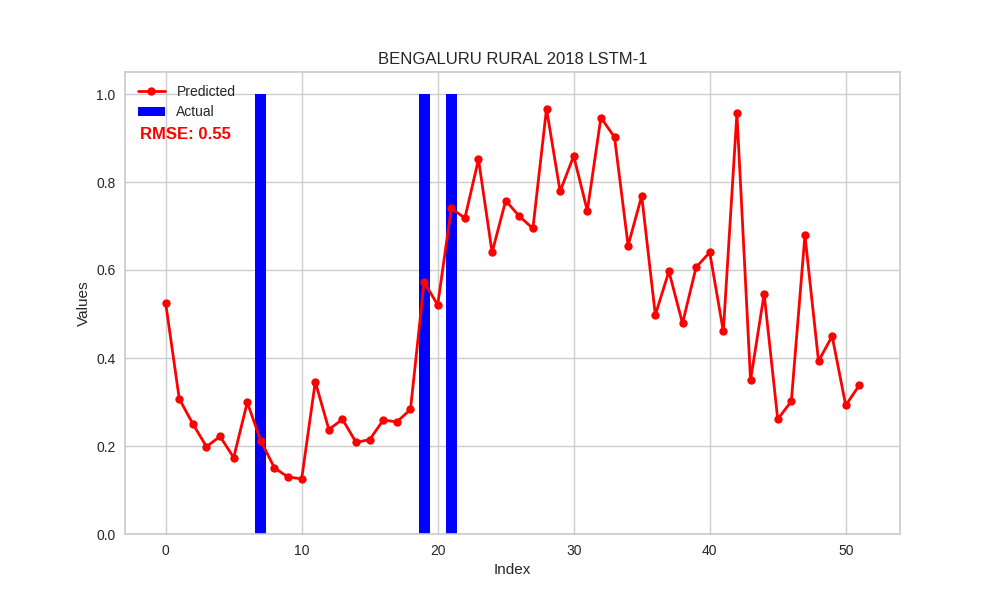 BENGALURU RURAL 2018 LSTM-1
Predicted
Actual
RMSE: 0.55
1.0
0.8
0.6
0.4
0.2
0.0
Values
0 10 20 30 40 50
Index